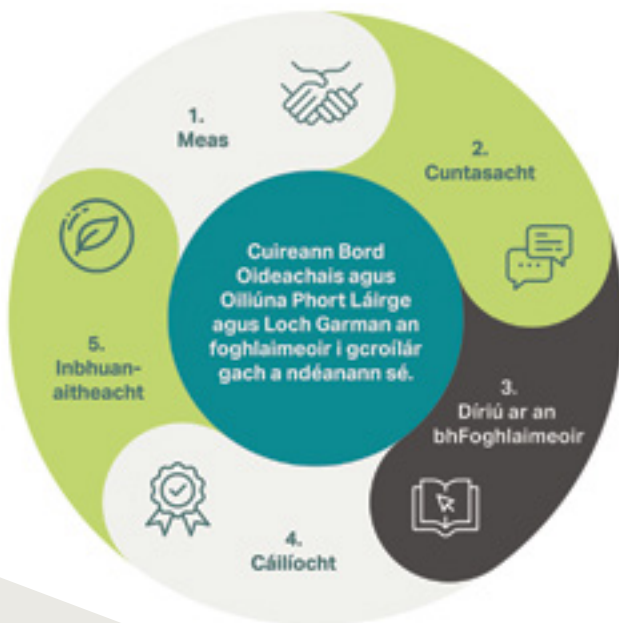 1.
Meas
2.
Cuntasacht
Cuireann Bord
Oideachais agus
Oiliúna Phort Láirge
agus Loch Garman an
foghlaimeoir i gcroílár
gach a ndéanann sé.
3.
Díriú ar an
bhFoghlaimeoir
4.
Cáilíocht
5.
Inbhuan-
aitheacht